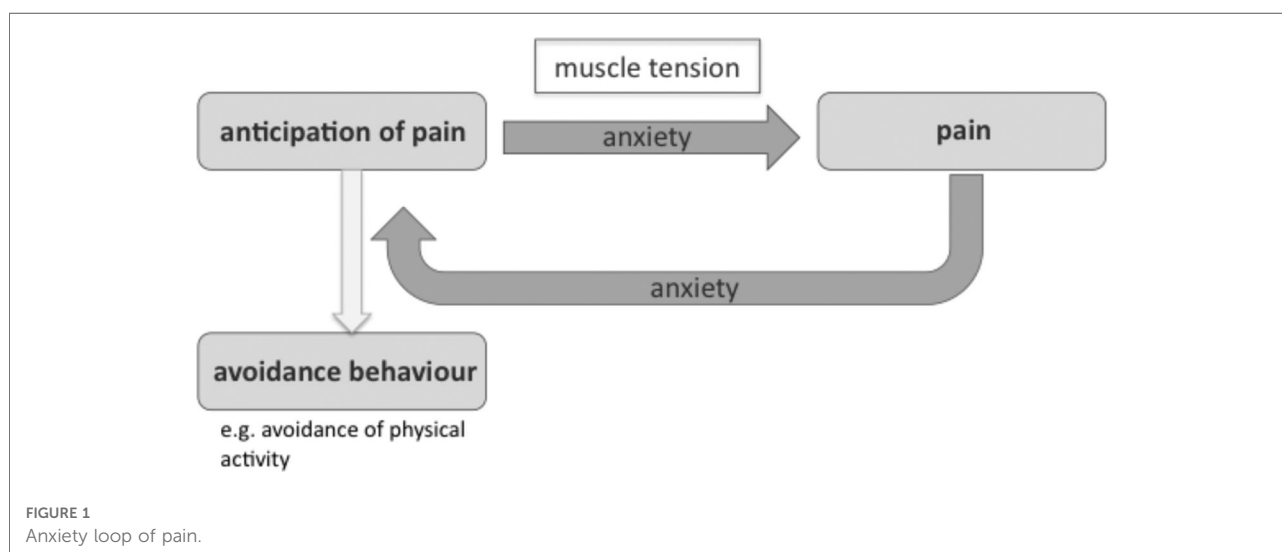 muscle tension
anticipation of pain
anxiety
pain
anxiety
avoidance behaviour
e.g. avoidance of physical
activity
FIGURE 1
Anxiety loop of pain.